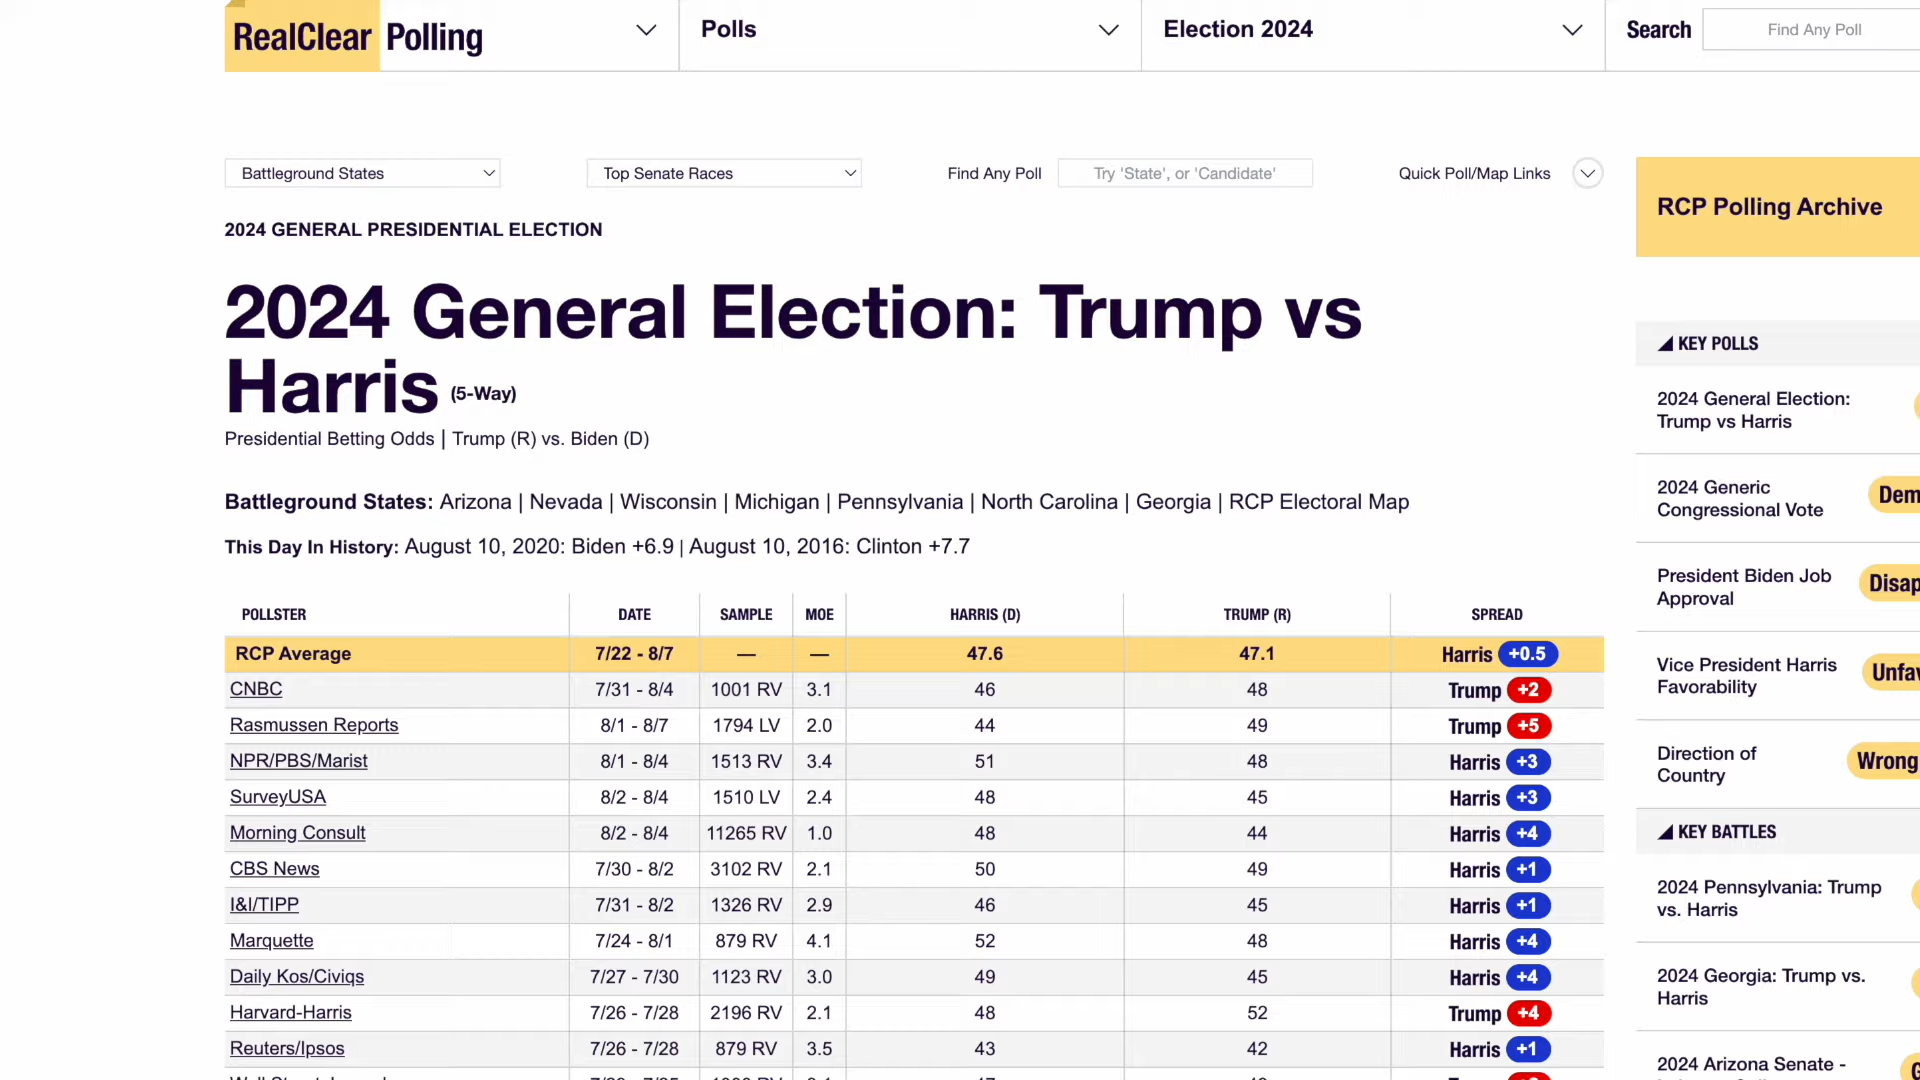 RealClear Polling
Polls
Election 2024
Search
Find Any Poll
Battleground States
Top Senate Races
Find Any Poll
Try 'State', or 'Candidate'
Quick Poll/Map Links
2024 GENERAL PRESIDENTIAL ELECTION
2024 General Election: Trump vs
Harris (5-Way)
Presidential Betting Odds | Trump (R) vs. Biden (D)
Battleground States: Arizona | Nevada | Wisconsin | Michigan | Pennsylvania | North Carolina | Georgia | RCP Electoral Map
This Day In History: August 10, 2020: Biden +6.9 | August 10, 2016: Clinton +7.7
POLLSTER DATE SAMPLE MOE HARRIS (D) TRUMP (R) SPREAD
RCP Average 7/22 - 8/7 — — 47.6 47.1 Harris +0.5
CNBC 7/31 - 8/4 1001 RV 3.1 46 48 Trump +2
Rasmussen Reports 8/1 - 8/7 1794 LV 2.0 44 49 Trump +5
NPR/PBS/Marist 8/1 - 8/4 1513 RV 3.4 51 48 Harris +3
SurveyUSA 8/2 - 8/4 1510 LV 2.4 48 45 Harris +3
Morning Consult 8/2 - 8/4 11265 RV 1.0 48 44 Harris +4
CBS News 7/30 - 8/2 3102 RV 2.1 50 49 Harris +1
I&I/TIPP 7/31 - 8/2 1326 RV 2.9 46 45 Harris +1
Marquette 7/24 - 8/1 879 RV 4.1 52 48 Harris +4
Daily Kos/Civiqs 7/27 - 7/30 1123 RV 3.0 49 45 Harris +4
Harvard-Harris 7/26 - 7/28 2196 RV 2.1 48 52 Trump +4
Reuters/Ipsos 7/26 - 7/28 879 RV 3.5 43 42 Harris +1
RCP Polling Archive
KEY POLLS
2024 General Election:
Trump vs Harris
2024 Generic
Congressional Vote
Dem
President Biden Job
Approval
Disap
Vice President Harris
Favorability
Unfav
Direction of
Country
Wrong
KEY BATTLES
2024 Pennsylvania: Trump
vs. Harris
2024 Georgia: Trump vs.
Harris
2024 Arizona Senate -